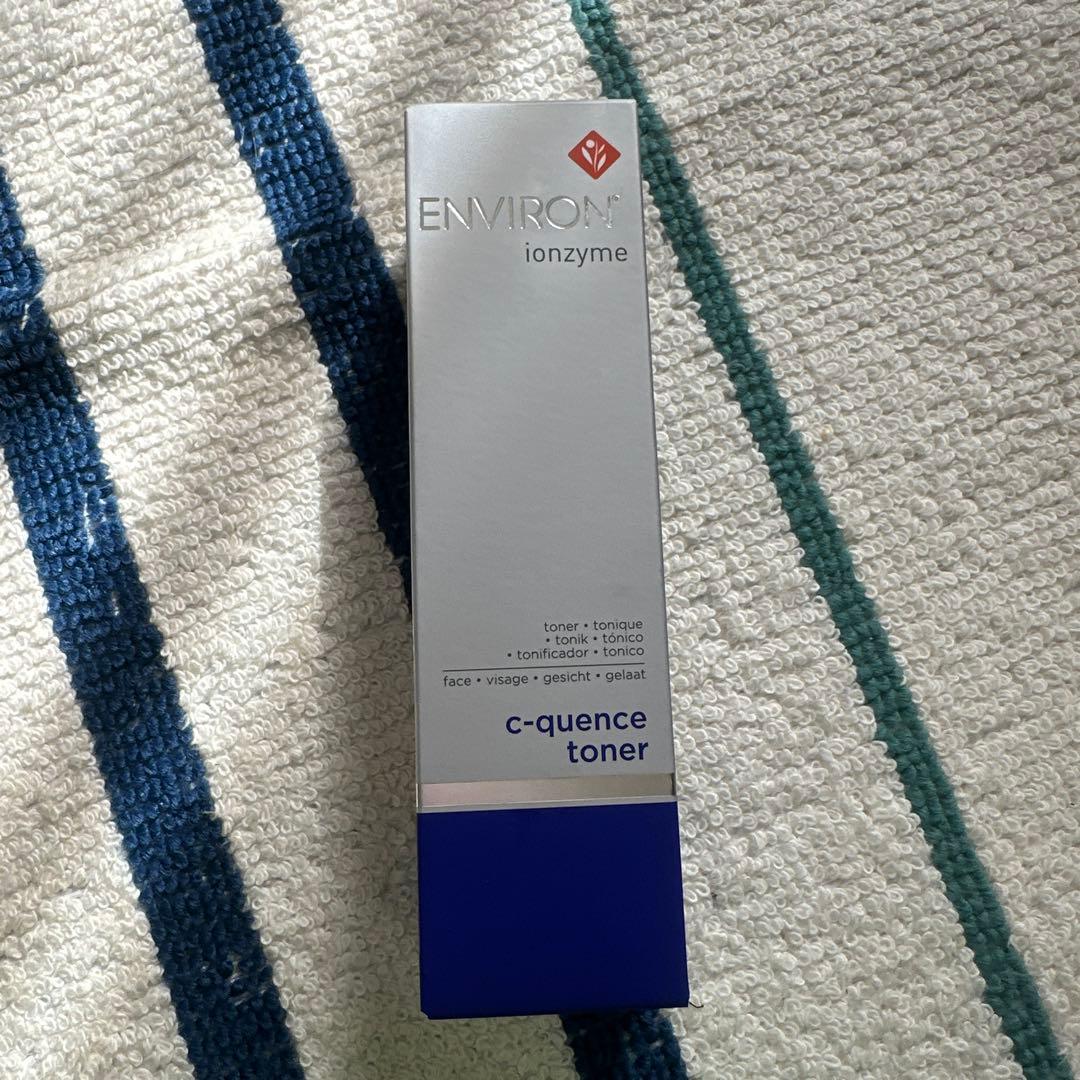 ENVIRON®
ionzyme
toner • tonique
• tonik • tónico
• tonificador • tonico
face • visage • gesicht • gelaat
c-quence
toner